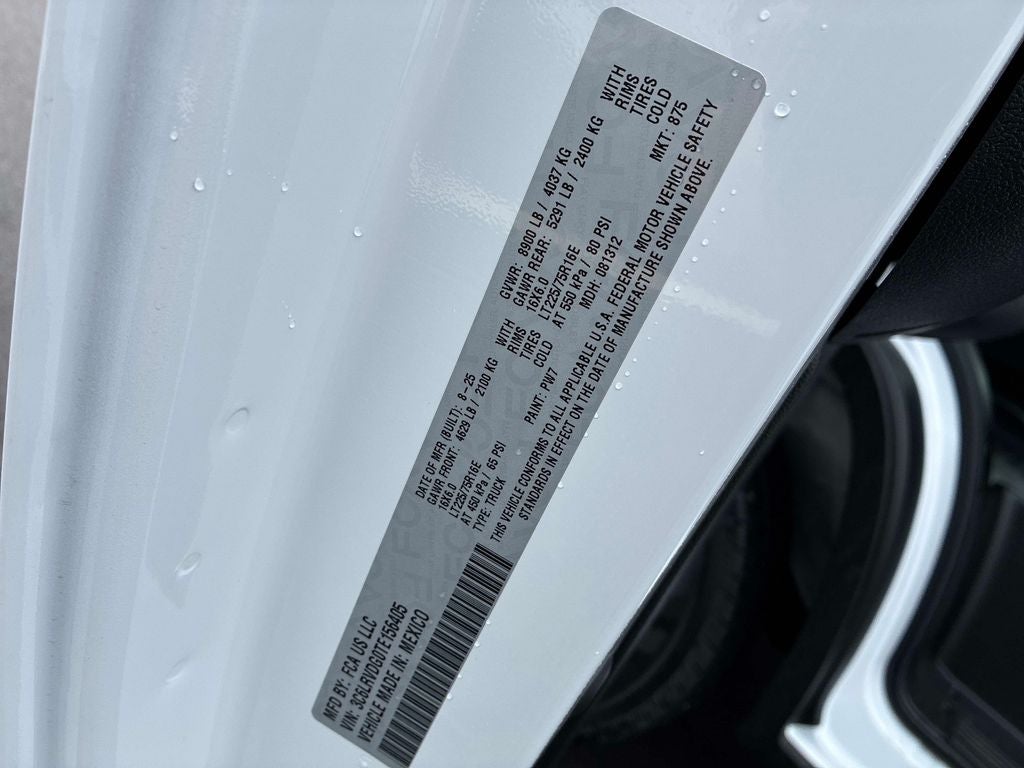 MFD BY: FCA US LLC
DATE OF MFR (BUILT): 8-25
GVWR: 8900 LB / 4037 KG
VIN: 3C6LRVDG0TE156405
GAWR FRONT: 4629 LB / 2100 KG WITH
GAWR REAR: 5291 LB / 2400 KG WITH
VEHICLE MADE IN: MEXICO
16X6.0 RIMS
16X6.0 RIMS
LT225/75R16E TIRES
LT225/75R16E TIRES
AT 450 kPa / 65 PSI COLD
AT 550 kPa / 80 PSI COLD
TYPE: TRUCK
PAINT: PW7
MDH: 081312
MKT: 875
THIS VEHICLE CONFORMS TO ALL APPLICABLE U.S.A. FEDERAL MOTOR VEHICLE SAFETY
STANDARDS IN EFFECT ON THE DATE OF MANUFACTURE SHOWN ABOVE.